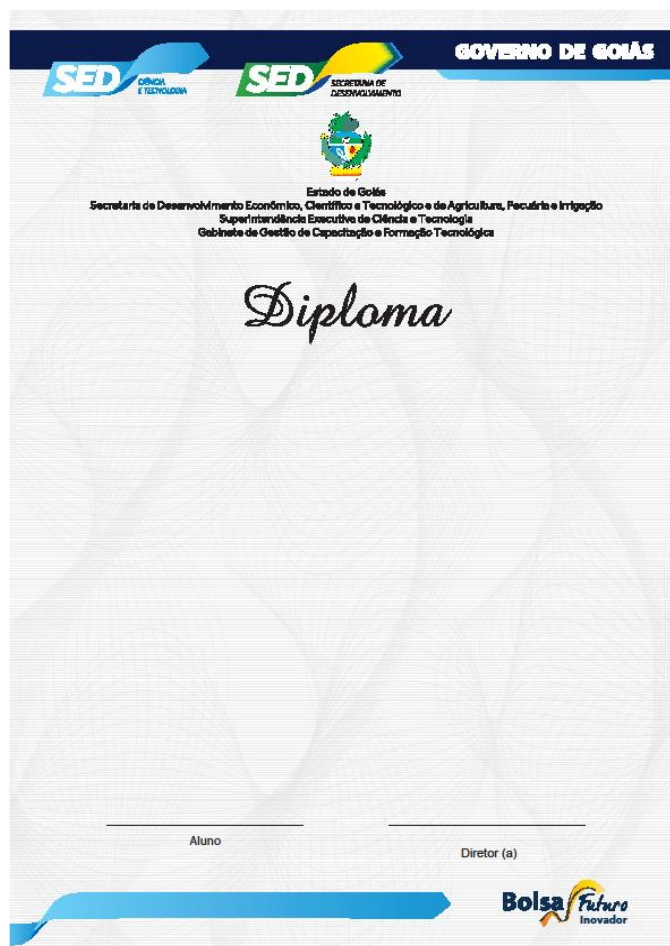 GOVERNO DE GOIÁS
SED CIÊNCIA
E TECNOLOGIA
SED SECRETARIA DE
DESENVOLVIMENTO
Estado de Goiás
Secretaria de Desenvolvimento Econômico, Científico e Tecnológico e de Agricultura, Pecuária e Irrigação
Superintendência Executiva de Ciência e Tecnologia
Gabinete de Gestão de Capacitação e Formação Tecnológica
Diploma
Aluno
Diretor (a)
Bolsa Futuro
Inovador